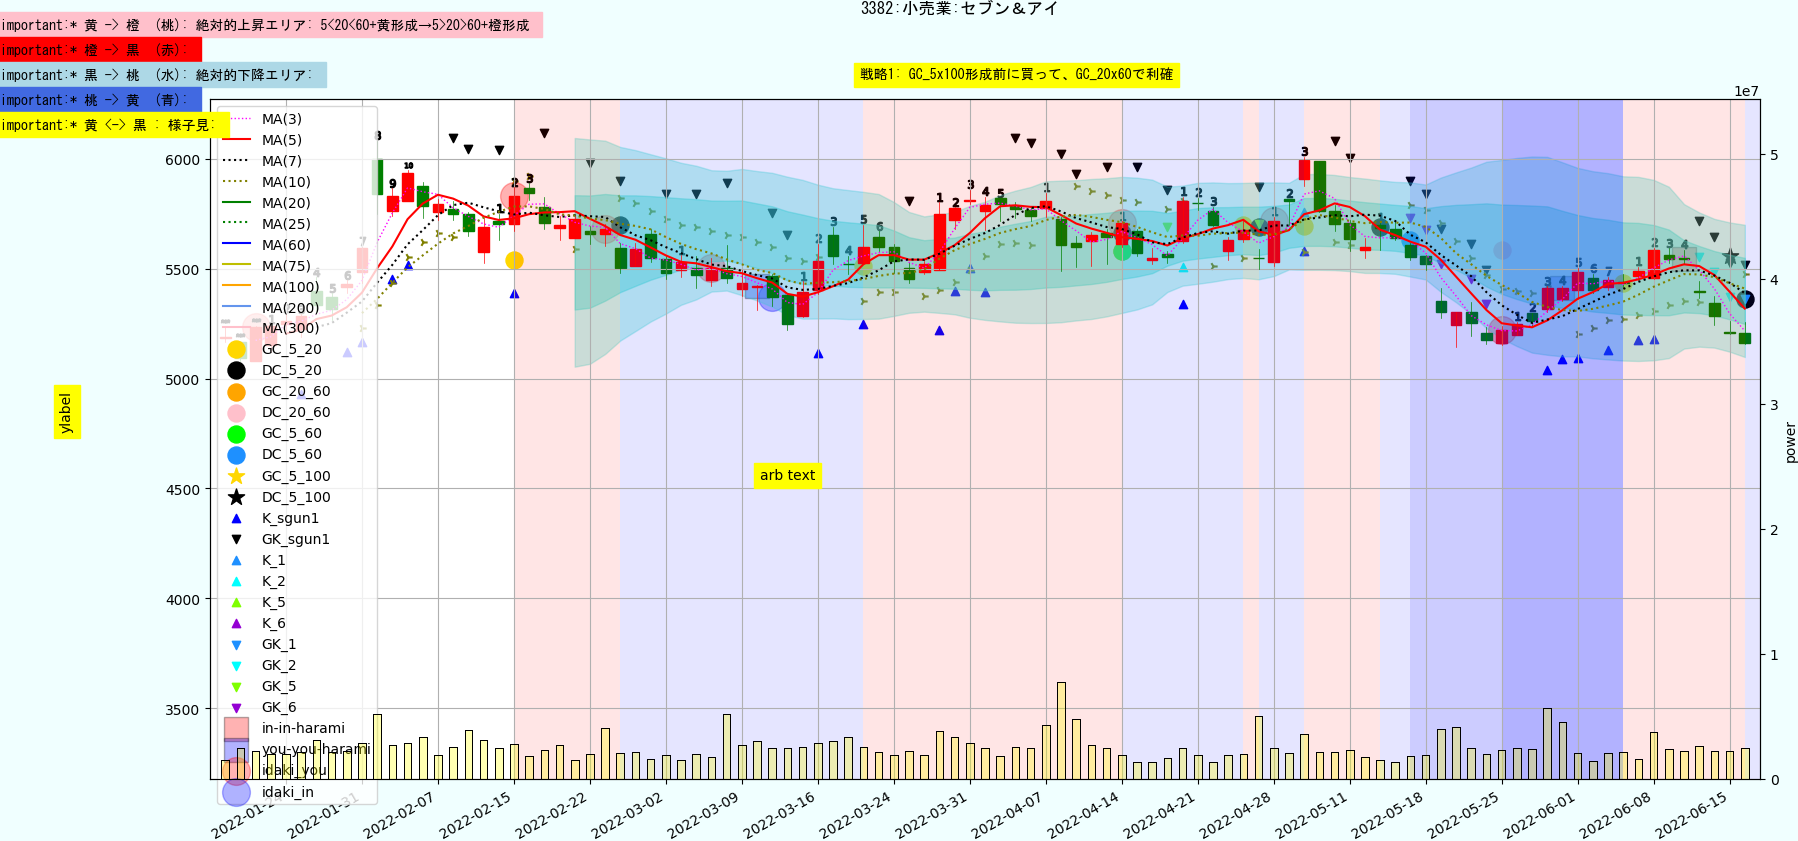 3382:小売業:セブン＆アイ
important:* 黄 -> 橙 (桃): 絶対的上昇エリア: 5<20<60+黄形成→5>20>60+橙形成
important:* 橙 -> 黒 (赤):
important:* 黒 -> 桃 (水): 絶対的下降エリア:
important:* 桃 -> 黄 (青):
important:* 黄 <-> 黒 : 様子見:
戦略1: GC_5x100形成前に買って、GC_20x60で利確
1e7
MA(3)
MA(5)
MA(7)
MA(10)
MA(20)
MA(25)
MA(60)
MA(75)
MA(100)
MA(200)
MA(300)
GC_5_20
DC_5_20
GC_20_60
DC_20_60
GC_5_60
DC_5_60
GC_5_100
DC_5_100
K_sgun1
GK_sgun1
K_1
K_2
K_5
K_6
GK_1
GK_2
GK_5
GK_6
in-in-harami
you-you-harami
idaki_you
idaki_in
6000
5500
5000
4500
4000
3500
ylabel
arb text
5
4
3
2
1
0
power
2022-01-24
2022-01-31
2022-02-07
2022-02-15
2022-02-22
2022-03-02
2022-03-09
2022-03-16
2022-03-24
2022-03-31
2022-04-07
2022-04-14
2022-04-21
2022-04-28
2022-05-11
2022-05-18
2022-05-25
2022-06-01
2022-06-08
2022-06-15